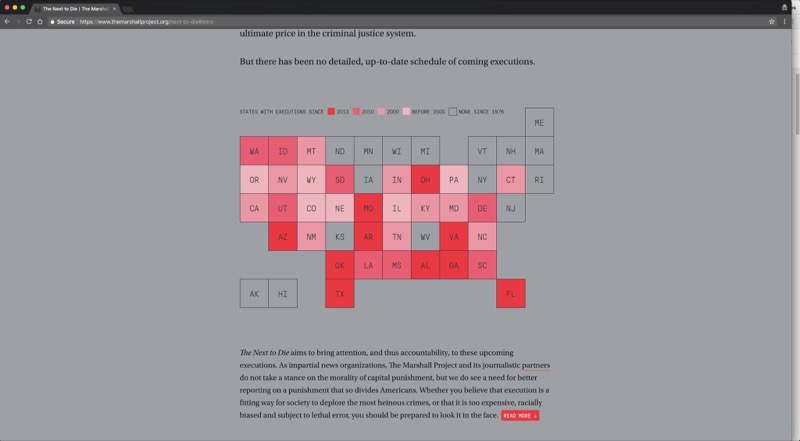 The Next to Die | The Marshal
Secure
https://www.themarshallproject.org/next-to-die#intro
ultimate price in the criminal justice system.
But there has been no detailed, up-to-date schedule of coming executions.
STATES WITH EXECUTIONS SINCE 2013 2010 2000 BEFORE 2000 NONE SINCE 1976
ME
WA ID MT ND MN WI MI VT NH MA
OR NV WY SD IA IN OH PA NY CT RI
CA UT CO NE MO IL KY MD DE NJ
AZ NM KS AR TN WV VA NC
OK LA MS AL GA SC
AK HI TX FL
The Next to Die aims to bring attention, and thus accountability, to these upcoming
executions. As impartial news organizations, The Marshall Project and its journalistic partners
do not take a stance on the morality of capital punishment, but we do see a need for better
reporting on a punishment that so divides Americans. Whether you believe that execution is a
fitting way for society to deplore the most heinous crimes, or that it is too expensive, racially
biased and subject to lethal error, you should be prepared to look it in the face. READ MORE ↓